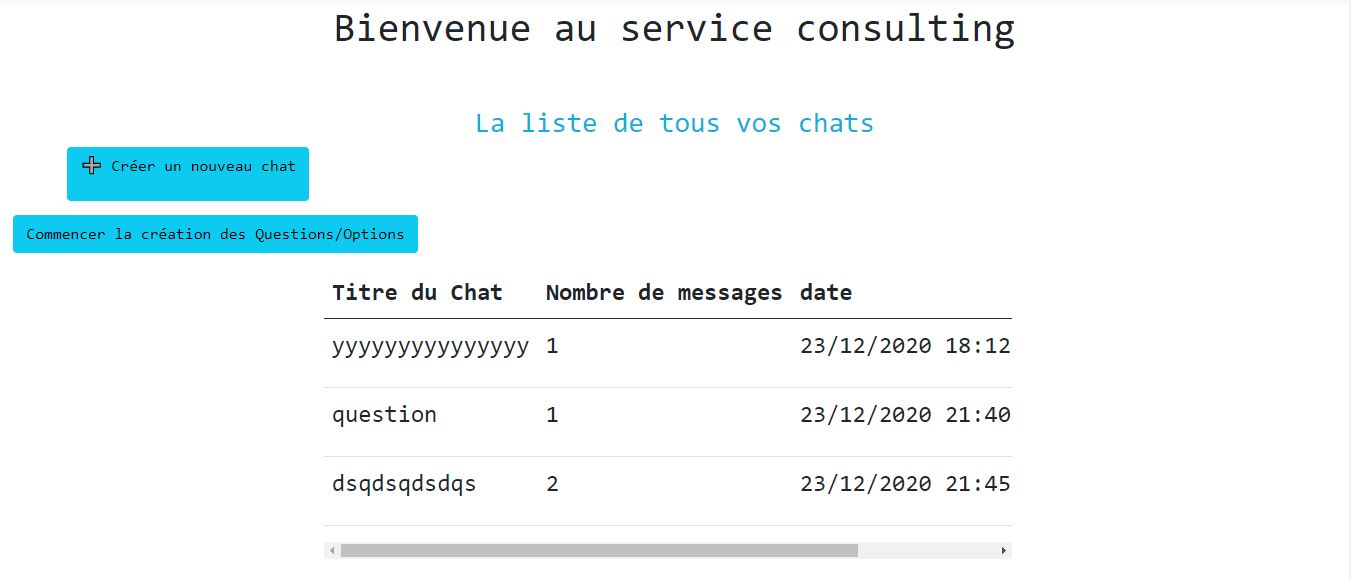 Bienvenue au service consulting
La liste de tous vos chats
Créer un nouveau chat
Commencer la création des Questions/Options
Titre du Chat Nombre de messages date
yyyyyyyyyyyyyyy 1 23/12/2020 18:12
question 1 23/12/2020 21:40
dsqdsqdsdqs 2 23/12/2020 21:45